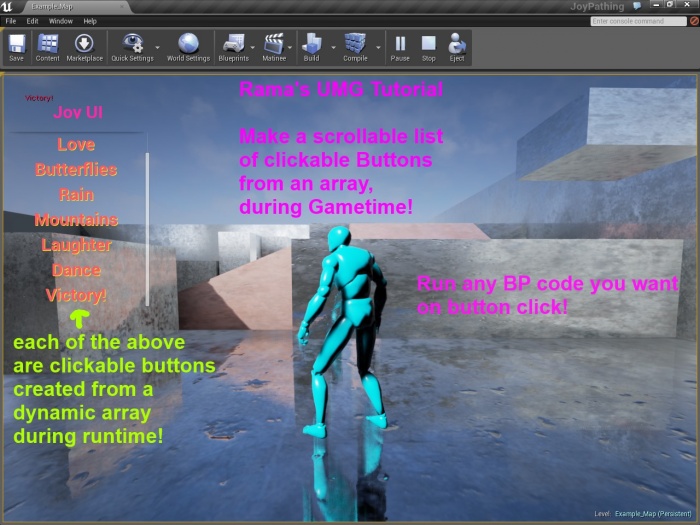 Example_Map
JoyPathing
File Edit Window Help
Enter console command
Save Content Marketplace Quick Settings World Settings Blueprints Matinee Build Compile Pause Stop Eject
Rama's UMG Tutorial
Victory!
Joy UI
Make a scrollable list
of clickable Buttons
from an array,
during Gametime!
Love
Butterflies
Rain
Mountains
Laughter
Dance
Victory!
Run any BP code you want
on button click!
each of the above
are clickable buttons
created from a
dynamic array
during runtime!
Level: Example_Map (Persistent)